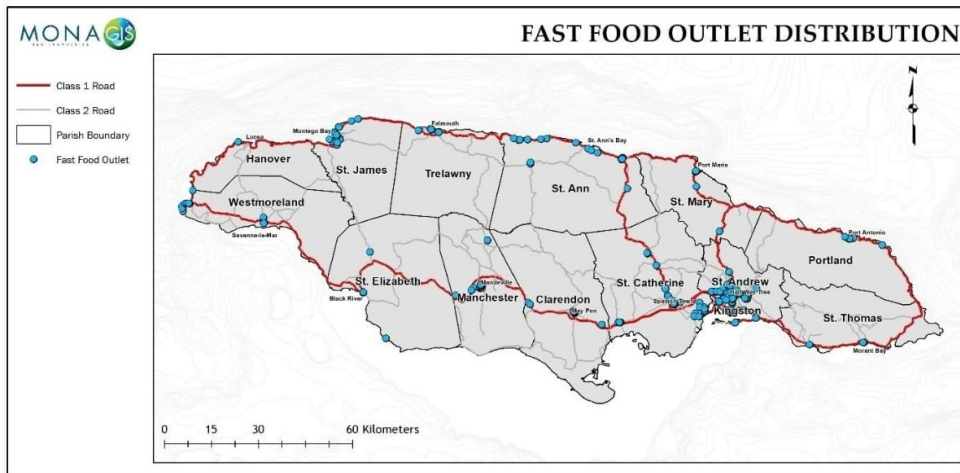 MONA GIS
FAST FOOD OUTLET DISTRIBUTION
Class 1 Road
Class 2 Road
Parish Boundary
Fast Food Outlet
N
Montego Bay
Falmouth
Lucea
St. Ann's Bay
Hanover
Port Maria
St. James
Trelawny
St. Ann
Westmoreland
St. Mary
Savanna-la-Mar
Port Antonio
Portland
St. Elizabeth
Mandeville
St. Catherine
St. Andrew
Black River
Manchester
Clarendon
Spanish Town
Kingston
May Pen
St. Thomas
Morant Bay
0 15 30 60 Kilometers